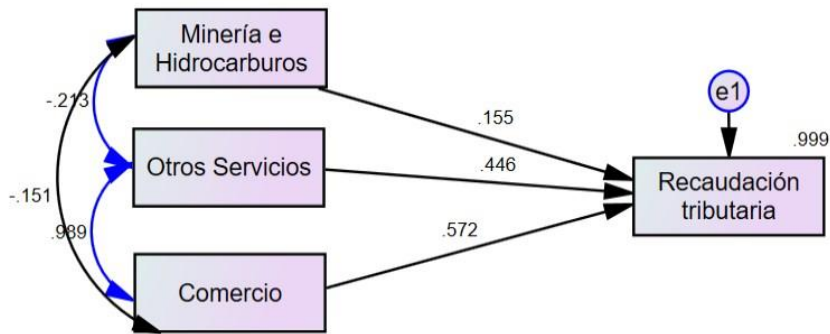 Minería e
Hidrocarburos
-.213
.155
e1
.999
Otros Servicios
.446
Recaudación
tributaria
-.151
.989
.572
Comercio